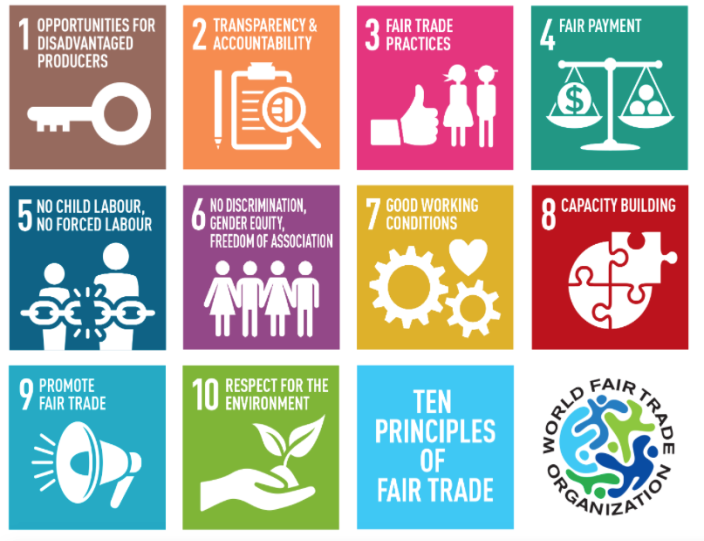 1 OPPORTUNITIES FOR
DISADVANTAGED
PRODUCERS
2 TRANSPARENCY &
ACCOUNTABILITY
3 FAIR TRADE
PRACTICES
4 FAIR PAYMENT
$
5 NO CHILD LABOUR,
NO FORCED LABOUR
6 NO DISCRIMINATION,
GENDER EQUITY,
FREEDOM OF ASSOCIATION
7 GOOD WORKING
CONDITIONS
8 CAPACITY BUILDING
9 PROMOTE
FAIR TRADE
10 RESPECT FOR THE
ENVIRONMENT
TEN
PRINCIPLES
OF
FAIR TRADE
WORLD FAIR TRADE
ORGANIZATION